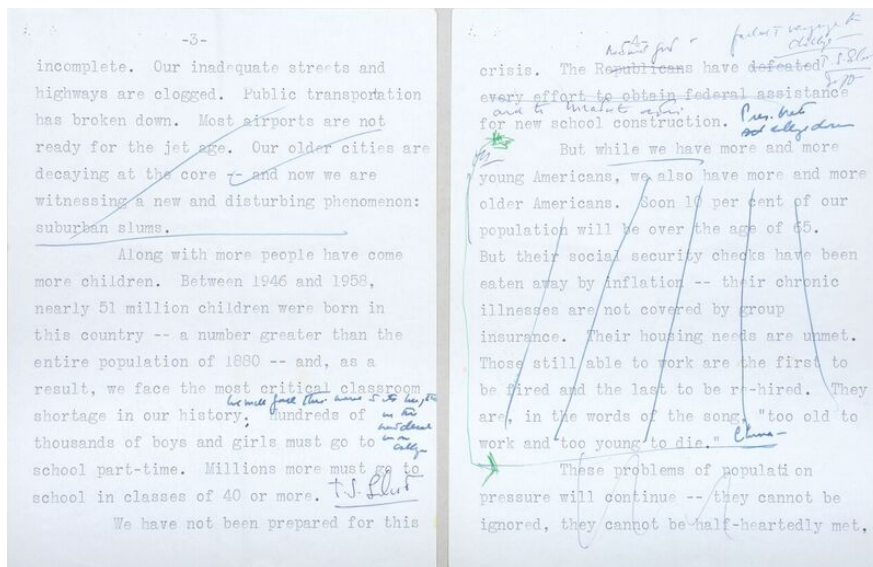 -3-
incomplete. Our inadequate streets and
highways are clogged. Public transportation
has broken down. Most airports are not
ready for the jet age. Our older cities are
decaying at the core -- and now we are
witnessing a new and disturbing phenomenon:
suburban slums.
Along with more people have come
more children. Between 1946 and 1958,
nearly 51 million children were born in
this country -- a number greater than the
entire population of 1880 -- and, as a
result, we face the most critical classroom
shortage in our history. Hundreds of
thousands of boys and girls must go to
school part-time. Millions more must go to
school in classes of 40 or more. T.S. Eliot
We have not been prepared for this
-4-
crisis. The Republicans have defeated
every effort to obtain federal assistance
for new school construction.
But while we have more and more
young Americans, we also have more and more
older Americans. Soon 10 per cent of our
population will be over the age of 65.
But their social security checks have been
eaten away by inflation -- their chronic
illnesses are not covered by group
insurance. Their housing needs are unmet.
Those still able to work are the first to
be fired and the last to be re-hired. They
are, in the words of the song, "too old to
work and too young to die."
These problems of population
pressure will continue -- they cannot be
ignored, they cannot be half-heartedly met,